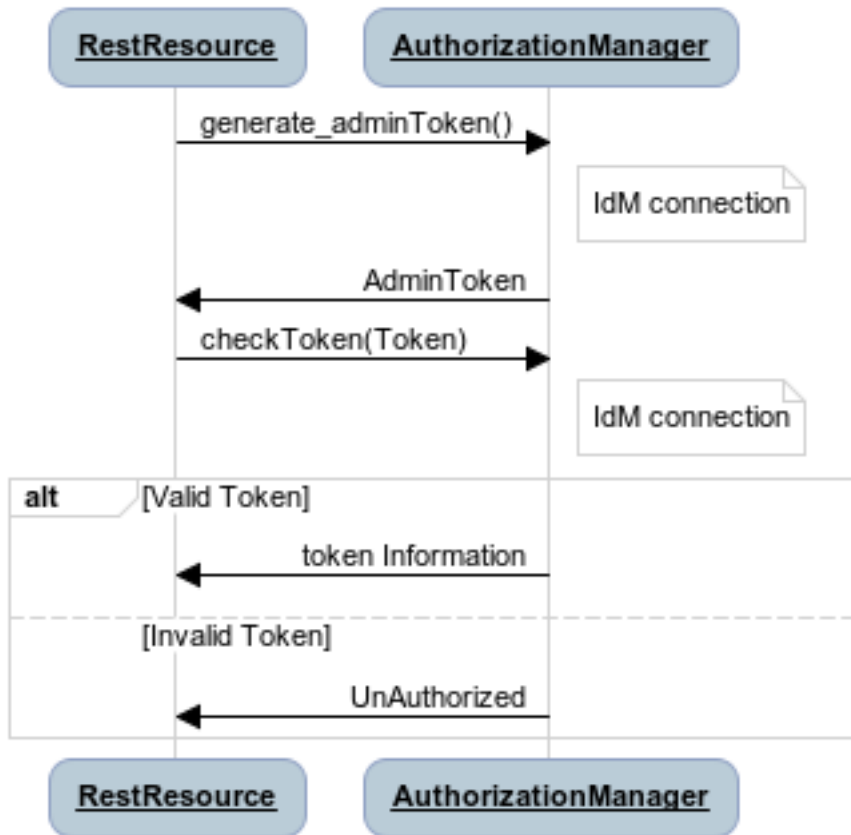 RestResource AuthorizationManager
generate_adminToken()
IdM connection
AdminToken
checkToken(Token)
IdM connection
alt [Valid Token]
token Information
[Invalid Token]
UnAuthorized
RestResource AuthorizationManager